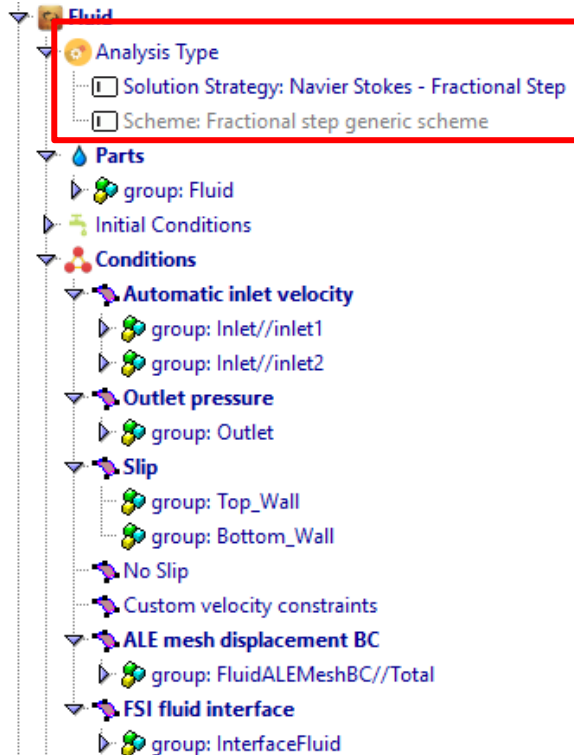 Fluid
Analysis Type
Solution Strategy: Navier Stokes - Fractional Step
Scheme: Fractional step generic scheme
Parts
group: Fluid
Initial Conditions
Conditions
Automatic inlet velocity
group: Inlet//inlet1
group: Inlet//inlet2
Outlet pressure
group: Outlet
Slip
group: Top_Wall
group: Bottom_Wall
No Slip
Custom velocity constraints
ALE mesh displacement BC
group: FluidALEMeshBC//Total
FSI fluid interface
group: InterfaceFluid